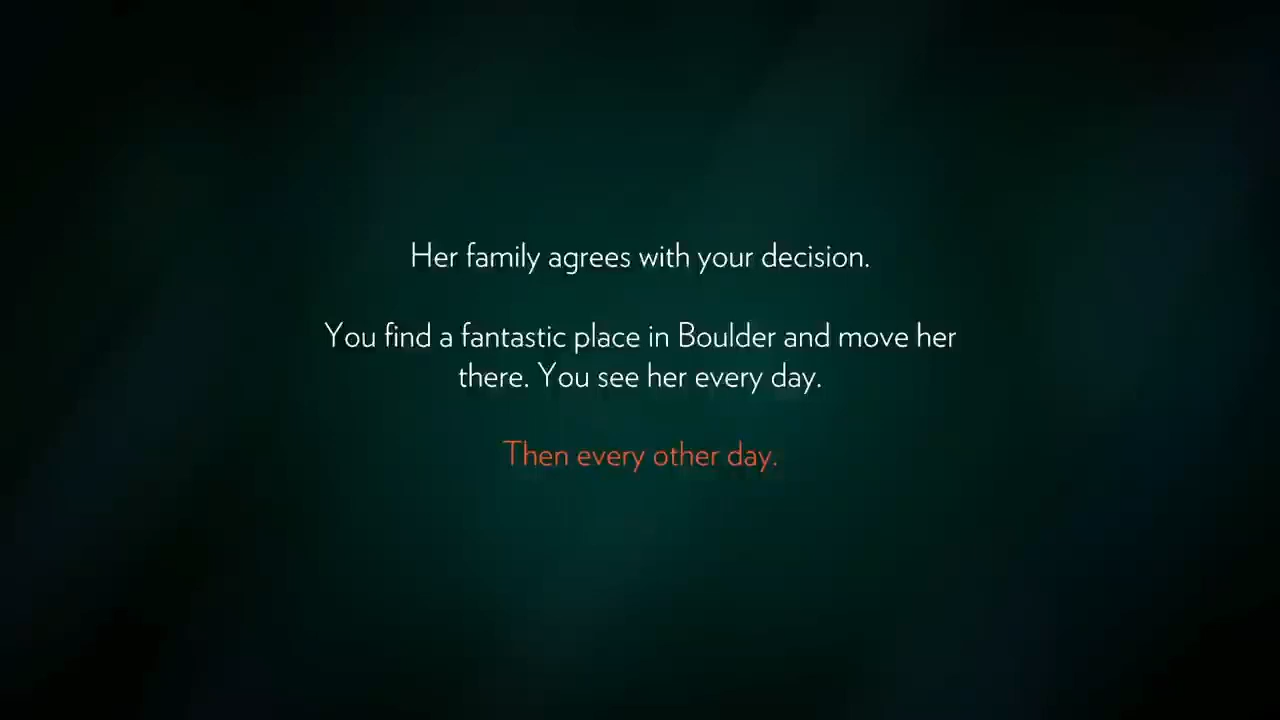 Her family agrees with your decision.
You find a fantastic place in Boulder and move her
there. You see her every day.
Then every other day.